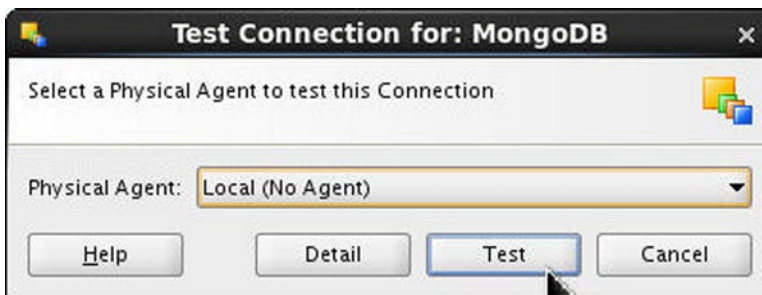 Test Connection for: MongoDB
Select a Physical Agent to test this Connection
Physical Agent: Local (No Agent)
Help Detail Test Cancel